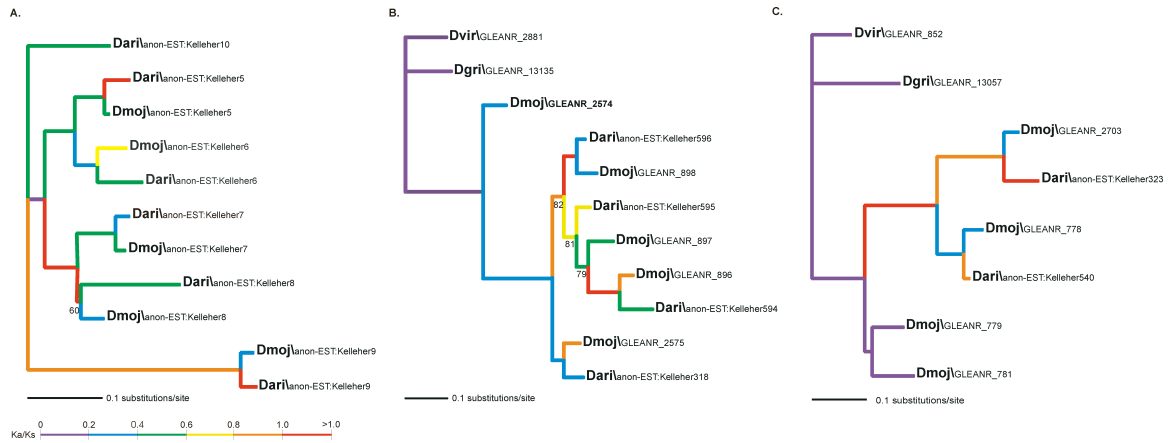 A.
Dari\anon-EST:Kelleher10
Dari\anon-EST:Kelleher5
Dmoj\anon-EST:Kelleher5
Dmoj\anon-EST:Kelleher6
Dari\anon-EST:Kelleher6
Dari\anon-EST:Kelleher7
Dmoj\anon-EST:Kelleher7
Dari\anon-EST:Kelleher8
60
Dmoj\anon-EST:Kelleher8
Dmoj\anon-EST:Kelleher9
Dari\anon-EST:Kelleher9
0.1 substitutions/site
Ka/Ks
0 0.2 0.4 0.6 0.8 1.0 >1.0
B.
Dvir\GLEANR_2881
Dgri\GLEANR_13135
Dmoj\GLEANR_2574
Dari\anon-EST:Kelleher596
Dmoj\GLEANR_898
82
Dari\anon-EST:Kelleher595
81
Dmoj\GLEANR_897
79
Dmoj\GLEANR_896
Dari\anon-EST:Kelleher594
Dmoj\GLEANR_2575
Dari\anon-EST:Kelleher318
0.1 substitutions/site
C.
Dvir\GLEANR_852
Dgri\GLEANR_13057
Dmoj\GLEANR_2703
Dari\anon-EST:Kelleher323
Dmoj\GLEANR_778
Dari\anon-EST:Kelleher540
Dmoj\GLEANR_779
Dmoj\GLEANR_781
0.1 substitutions/site